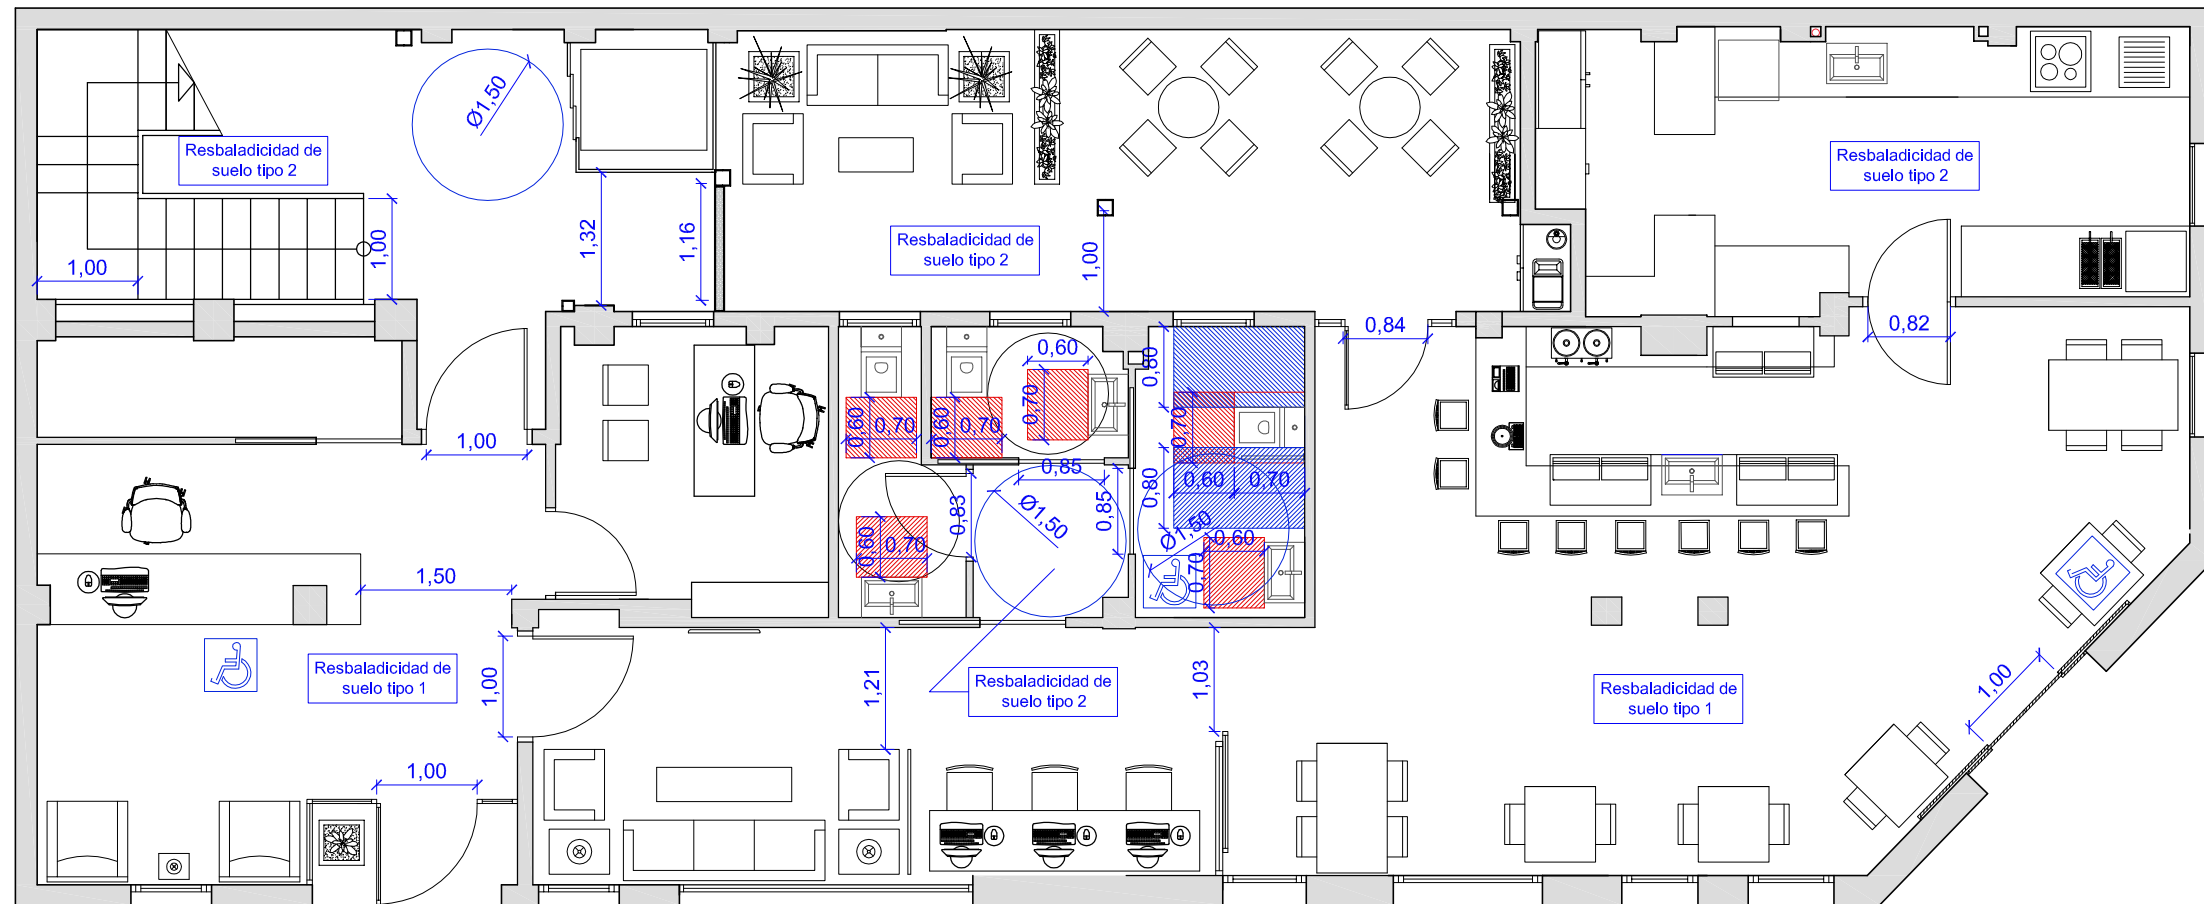 Ø1,50
Resbaladicidad de
suelo tipo 2
Resbaladicidad de
suelo tipo 2
1,32
1,16
1,00
1,00
Resbaladicidad de
suelo tipo 2
1,00
0,84
0,82
0,80
0,60
0,70
0,60
0,70
0,60
0,70
0,70
1,00
0,85
0,80
0,60
0,70
0,83
Ø1,50
0,85
Ø1,50
0,60
0,60
0,70
0,70
1,50
Resbaladicidad de
suelo tipo 1
1,00
1,21
Resbaladicidad de
suelo tipo 2
1,03
Resbaladicidad de
suelo tipo 1
1,00
1,00